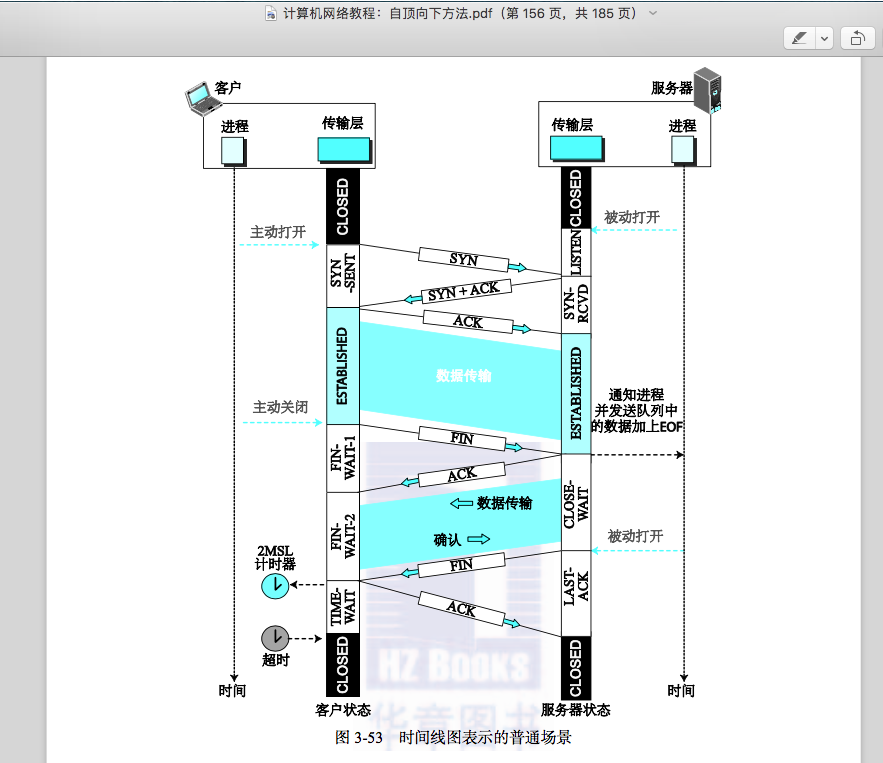 计算机网络教程：自顶向下方法.pdf（第 156 页，共 185 页）
客户
服务器
进程
传输层
传输层
进程
CLOSED
CLOSED
主动打开
被动打开
SYN
LISTEN
SYN
-SENT
SYN + ACK
SYN-
RCVD
ACK
ESTABLISHED
数据传输
ESTABLISHED
通知进程
并发送队列中
的数据加上EOF
主动关闭
FIN
FIN-
WAIT-1
ACK
CLOSE-
WAIT
数据传输
FIN-
WAIT-2
确认
被动打开
2MSL
计时器
FIN
LAST-
ACK
TIME-
WAIT
ACK
超时
CLOSED
CLOSED
HZ BOOKS
华章图书
时间
时间
客户状态
服务器状态
图 3-53 时间线图表示的普通场景